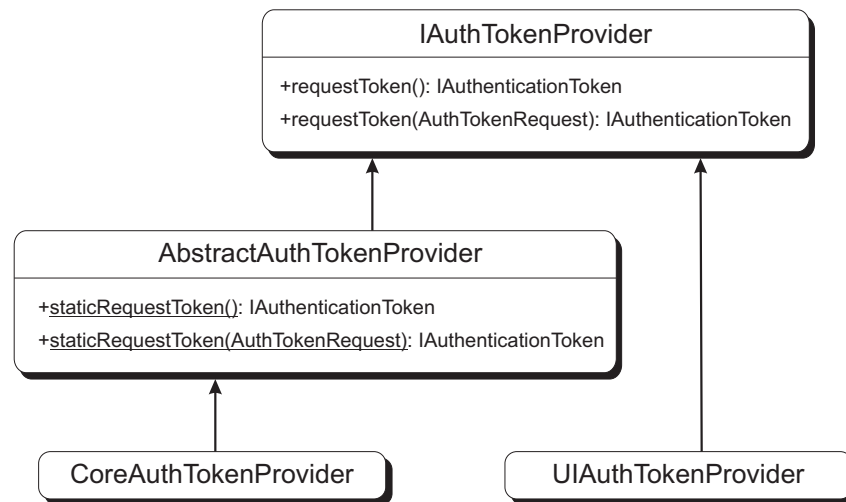 IAuthTokenProvider
+requestToken(): IAuthenticationToken
+requestToken(AuthTokenRequest): IAuthenticationToken
AbstractAuthTokenProvider
+staticRequestToken(): IAuthenticationToken
+staticRequestToken(AuthTokenRequest): IAuthenticationToken
CoreAuthTokenProvider
UIAuthTokenProvider